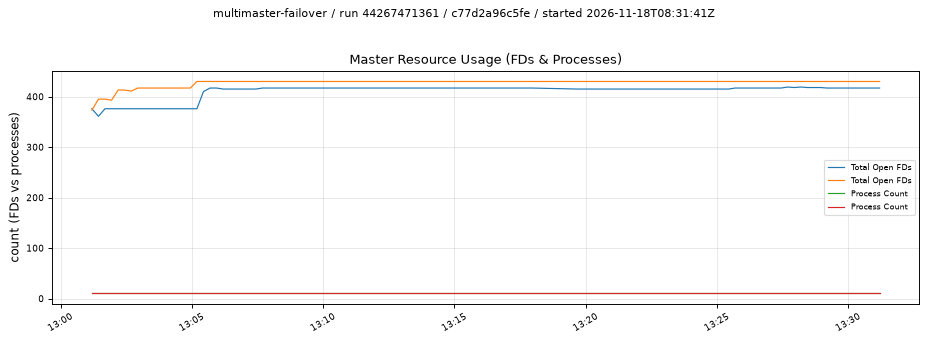 multimaster-failover / run 44267471361 / c77d2a96c5fe / started 2026-11-18T08:31:41Z
Master Resource Usage (FDs & Processes)
count (FDs vs processes)
400
300
200
100
0
Total Open FDs
Total Open FDs
Process Count
Process Count
13:00
13:05
13:10
13:15
13:20
13:25
13:30